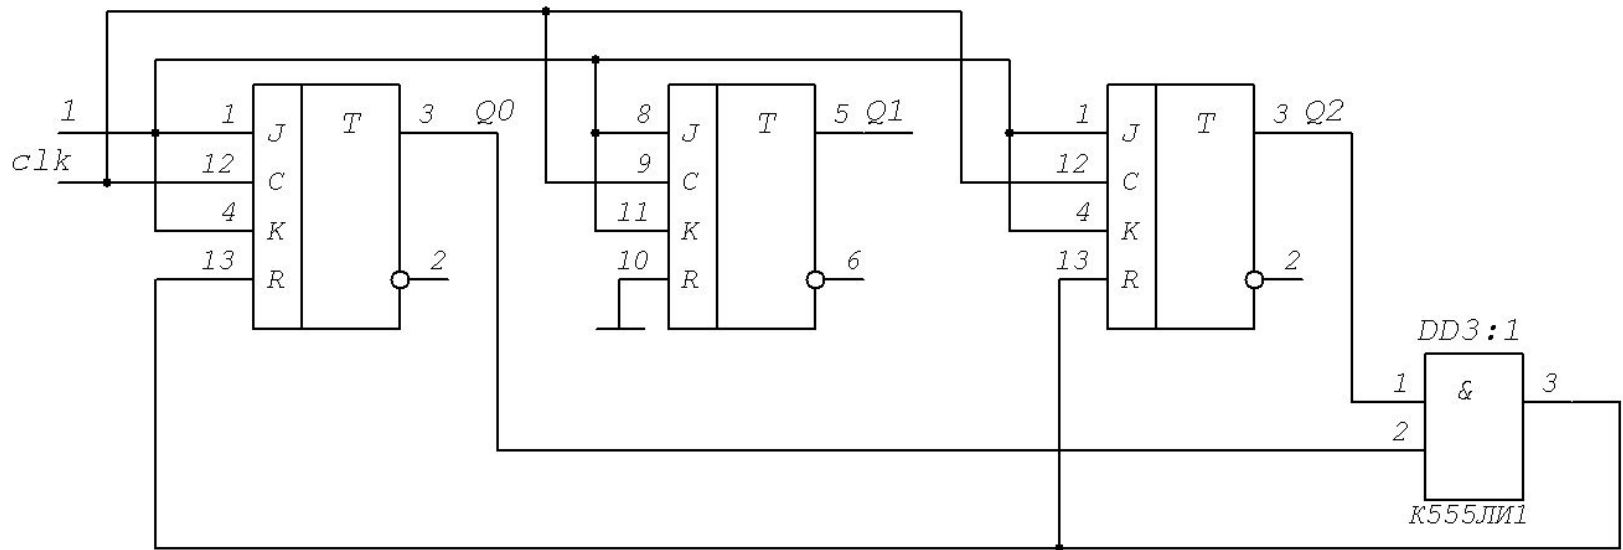 1 1 J T 3 Q0 8 J T 5 Q1 1 J T 3 Q2
clk 12 C 9 C 12 C
4 K 11 K 4 K
13 R 2 10 R 6 13 R 2
DD3:1
1 & 3
2
К555ЛИ1